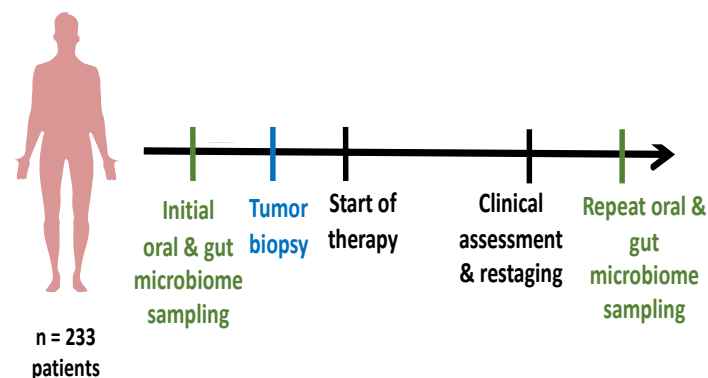 Initial
oral & gut
microbiome
sampling
Tumor
biopsy
Start of
therapy
Clinical
assessment
& restaging
Repeat oral &
gut
microbiome
sampling
n = 233
patients